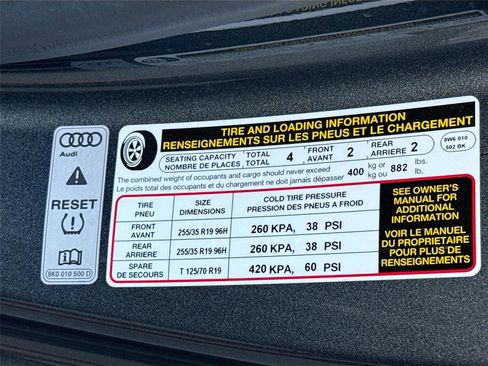 Audi
RESET
8K0 010 500 D
TIRE AND LOADING INFORMATION
RENSEIGNEMENTS SUR LES PNEUS ET LE CHARGEMENT
SEATING CAPACITY TOTAL 4 FRONT 2 REAR 2
NOMBRE DE PLACES TOTAL AVANT ARRIERE
8W6 010
502 BK
The combined weight of occupants and cargo should never exceed 400 kg or 882 lbs.
Le poids total des occupants et du chargement ne doit jamais dépasser kg ou lb.
TIRE SIZE COLD TIRE PRESSURE
PNEU DIMENSIONS PRESSION DES PNEUS A FROID
FRONT
AVANT 255/35 R19 96H 260 KPA, 38 PSI
REAR
ARRIERE 255/35 R19 96H 260 KPA, 38 PSI
SPARE
DE SECOURS T 125/70 R19 420 KPA, 60 PSI
SEE OWNER'S
MANUAL FOR
ADDITIONAL
INFORMATION
VOIR LE MANUEL
DU PROPRIETAIRE
POUR PLUS DE
RENSEIGNEMENTS